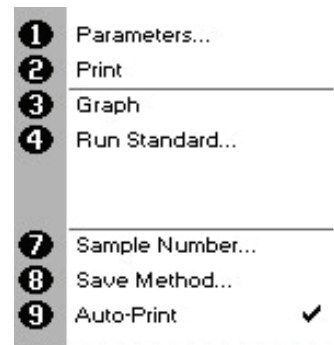 1 Parameters...
2 Print
3 Graph
4 Run Standard...
7 Sample Number...
8 Save Method...
9 Auto-Print ✔